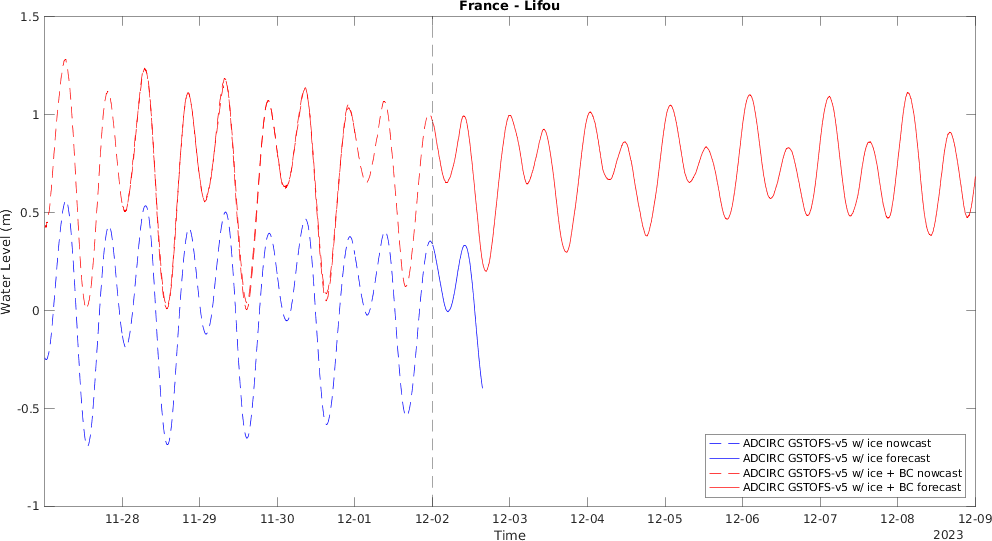 France - Lifou
1.5
1
0.5
0
-0.5
-1
Water Level (m)
11-28
11-29
11-30
12-01
12-02
12-03
12-04
12-05
12-06
12-07
12-08
12-09
Time
2023
ADCIRC GSTOFS-v5 w/ ice nowcast
ADCIRC GSTOFS-v5 w/ ice forecast
ADCIRC GSTOFS-v5 w/ ice + BC nowcast
ADCIRC GSTOFS-v5 w/ ice + BC forecast